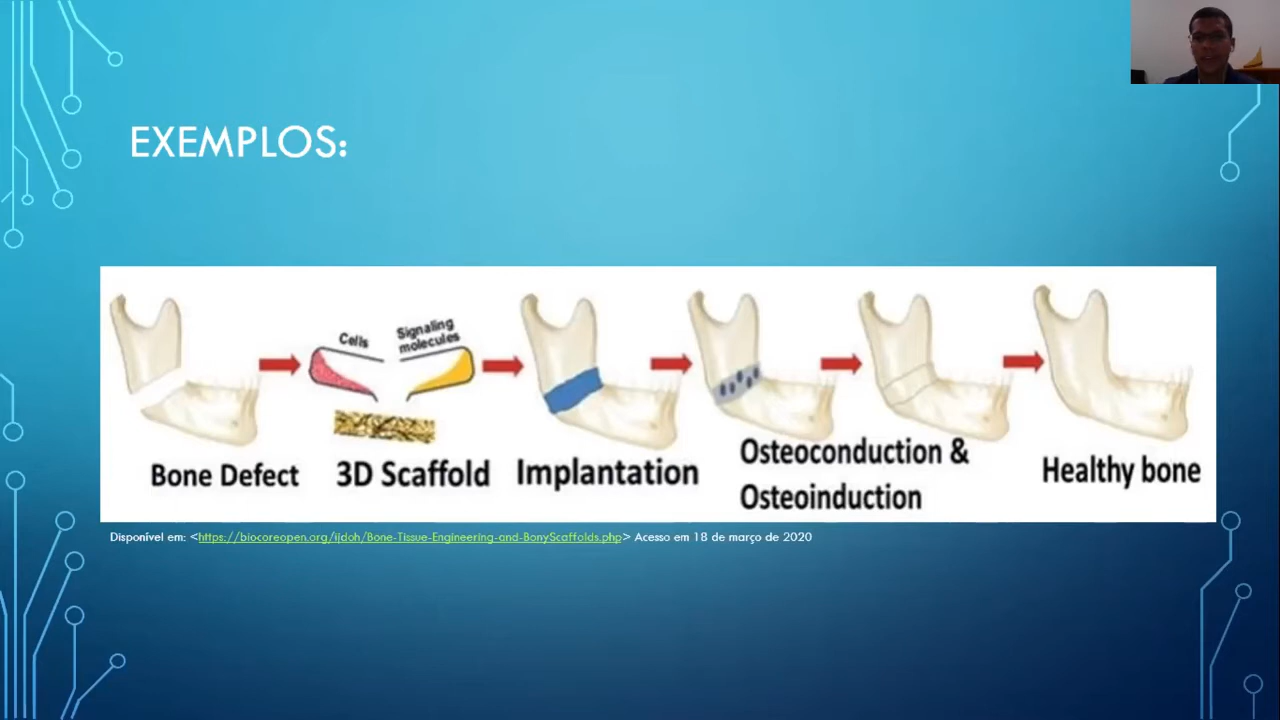 EXEMPLOS:
Cells
Signaling
molecules
Bone Defect
3D Scaffold
Implantation
Osteoconduction &
Osteoinduction
Healthy bone
Disponível em: <https://biocoreopen.org/ijdoh/Bone-Tissue-Engineering-and-BonyScaffolds.php> Acesso em 18 de março de 2020